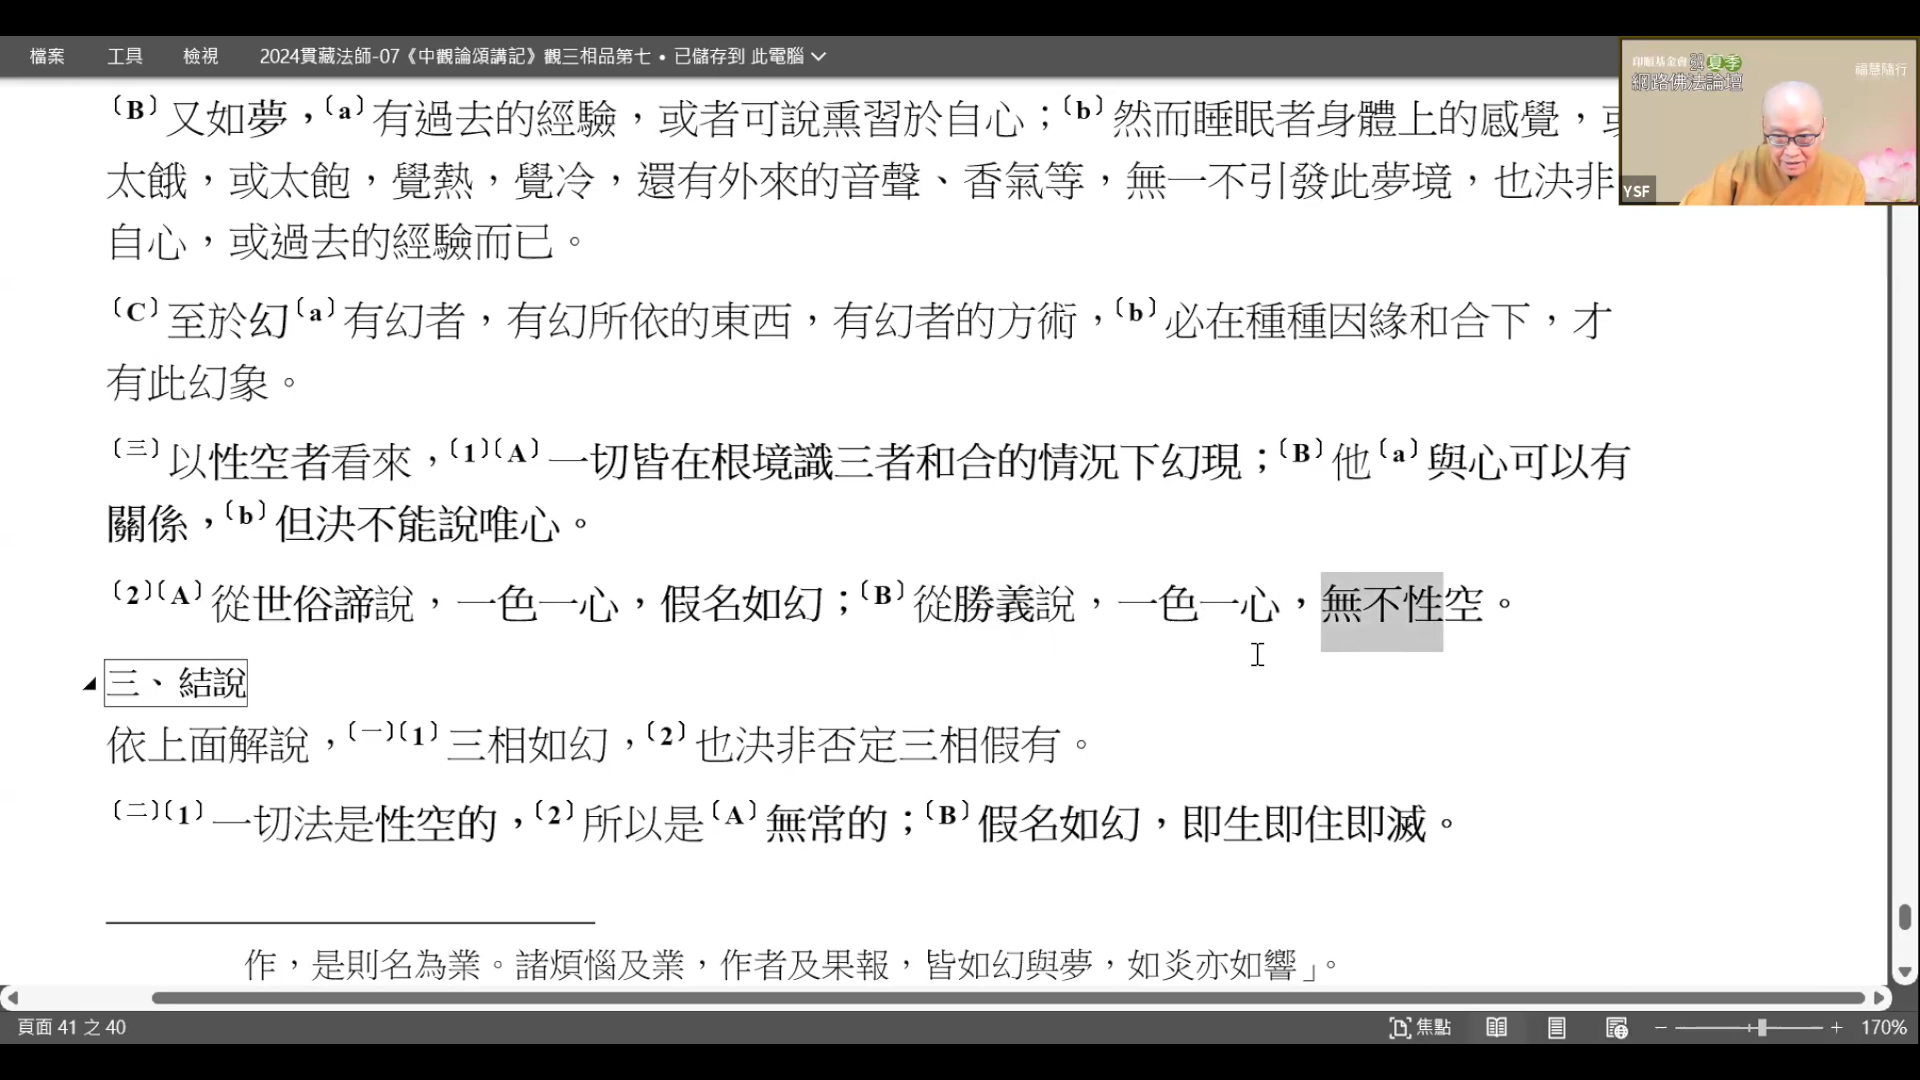 檔案 工具 檢視 2024貫藏法師-07《中觀論頌講記》觀三相品第七 • 已儲存到 此電腦
印順基金會 2024 夏季
網路佛法論壇
福慧隨行
YSF
〔B〕又如夢，〔a〕有過去的經驗，或者可說熏習於自心；〔b〕然而睡眠者身體上的感覺，或
太餓，或太飽，覺熱，覺冷，還有外來的音聲、香氣等，無一不引發此夢境，也決非
自心，或過去的經驗而已。
〔C〕至於幻〔a〕有幻者，有幻所依的東西，有幻者的方術，〔b〕必在種種因緣和合下，才
有此幻象。
〔三〕以性空者看來，〔1〕〔A〕一切皆在根境識三者和合的情況下幻現；〔B〕他〔a〕與心可以有
關係，〔b〕但決不能說唯心。
〔2〕〔A〕從世俗諦說，一色一心，假名如幻；〔B〕從勝義說，一色一心，無不性空。
三、結說
依上面解說，〔一〕〔1〕三相如幻，〔2〕也決非否定三相假有。
〔二〕〔1〕一切法是性空的，〔2〕所以是〔A〕無常的；〔B〕假名如幻，即生即住即滅。
作，是則名為業。諸煩惱及業，作者及果報，皆如幻與夢，如炎亦如響」。
頁面 41 之 40 焦點 170%